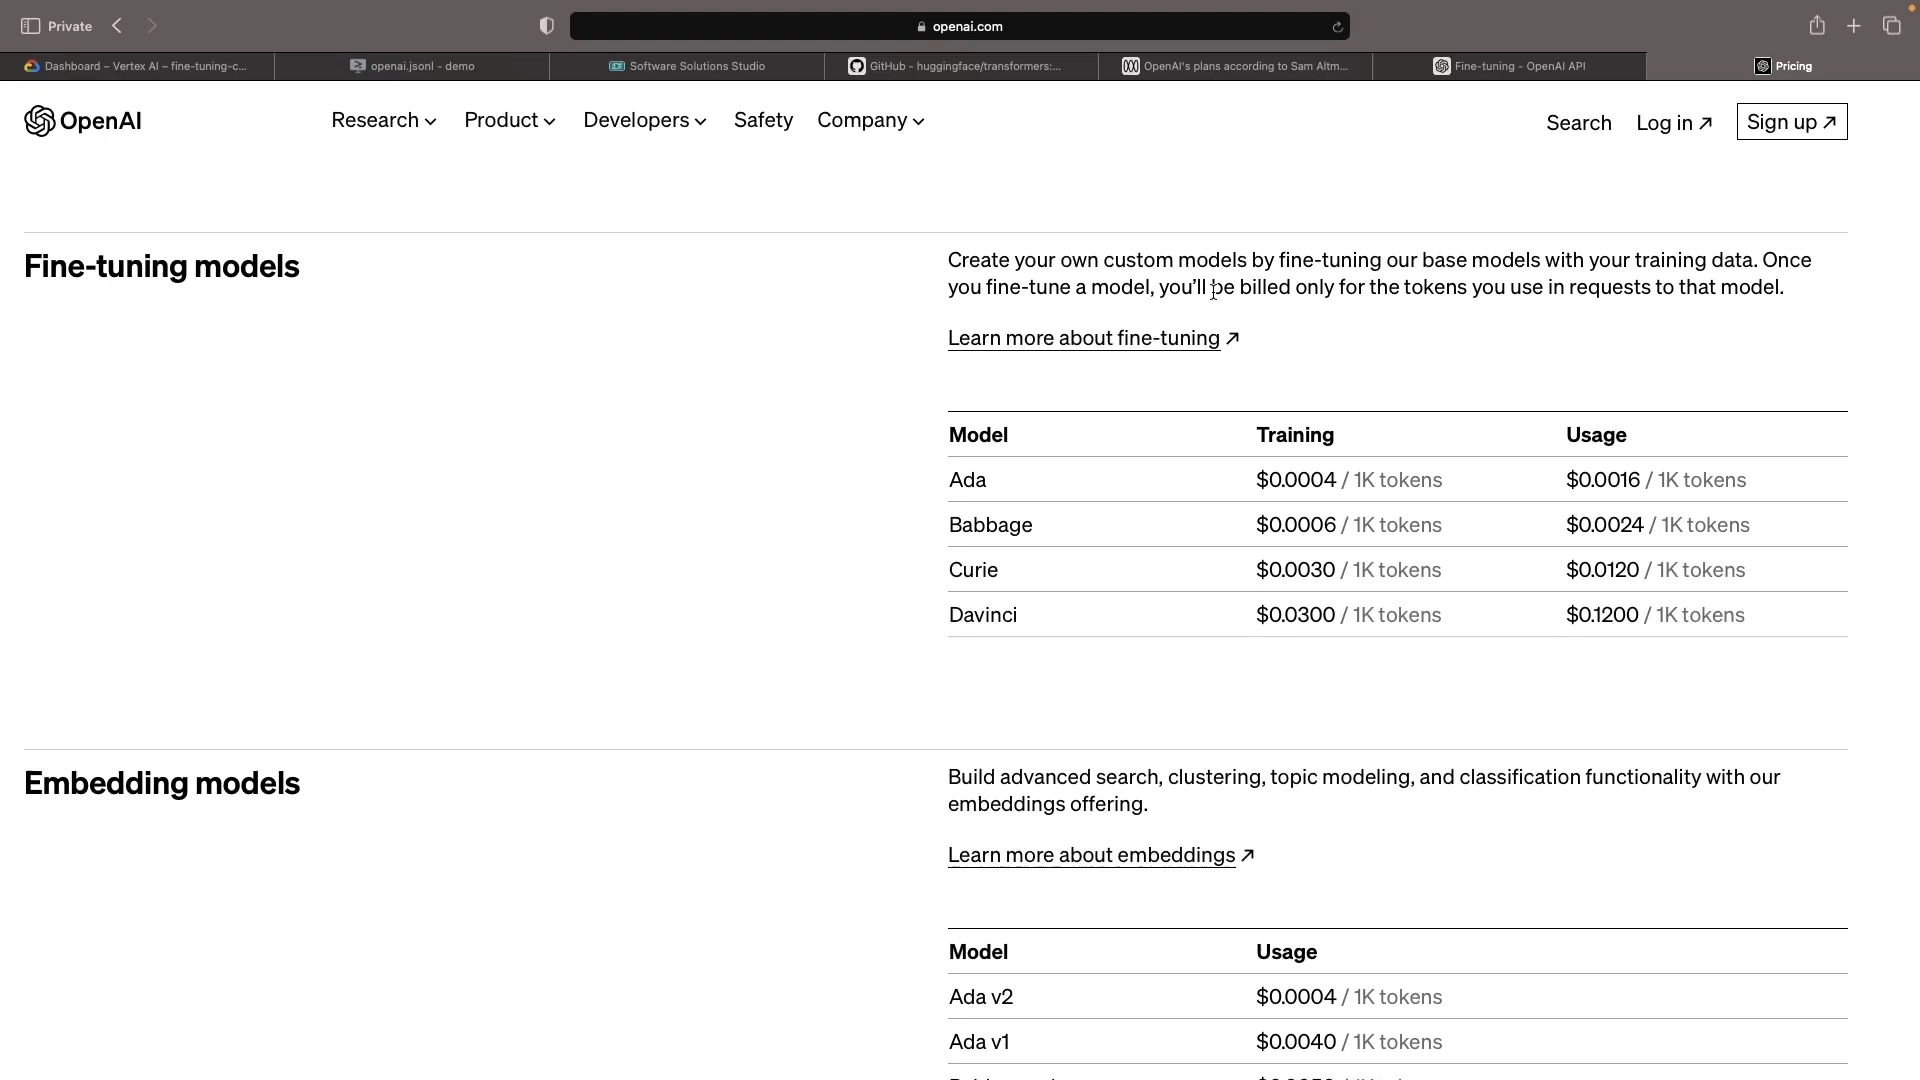 Private
openai.com
Dashboard – Vertex AI – fine-tuning-c...
openai.jsonl - demo
Software Solutions Studio
GitHub - huggingface/transformers:...
OpenAI's plans according to Sam Altm...
Fine-tuning - OpenAI API
Pricing
OpenAI
Research
Product
Developers
Safety
Company
Search
Log in ↗
Sign up ↗
Fine-tuning models
Create your own custom models by fine-tuning our base models with your training data. Once
you fine-tune a model, you’ll be billed only for the tokens you use in requests to that model.
Learn more about fine-tuning ↗
Model Training Usage
Ada $0.0004 / 1K tokens $0.0016 / 1K tokens
Babbage $0.0006 / 1K tokens $0.0024 / 1K tokens
Curie $0.0030 / 1K tokens $0.0120 / 1K tokens
Davinci $0.0300 / 1K tokens $0.1200 / 1K tokens
Embedding models
Build advanced search, clustering, topic modeling, and classification functionality with our
embeddings offering.
Learn more about embeddings ↗
Model Usage
Ada v2 $0.0004 / 1K tokens
Ada v1 $0.0040 / 1K tokens